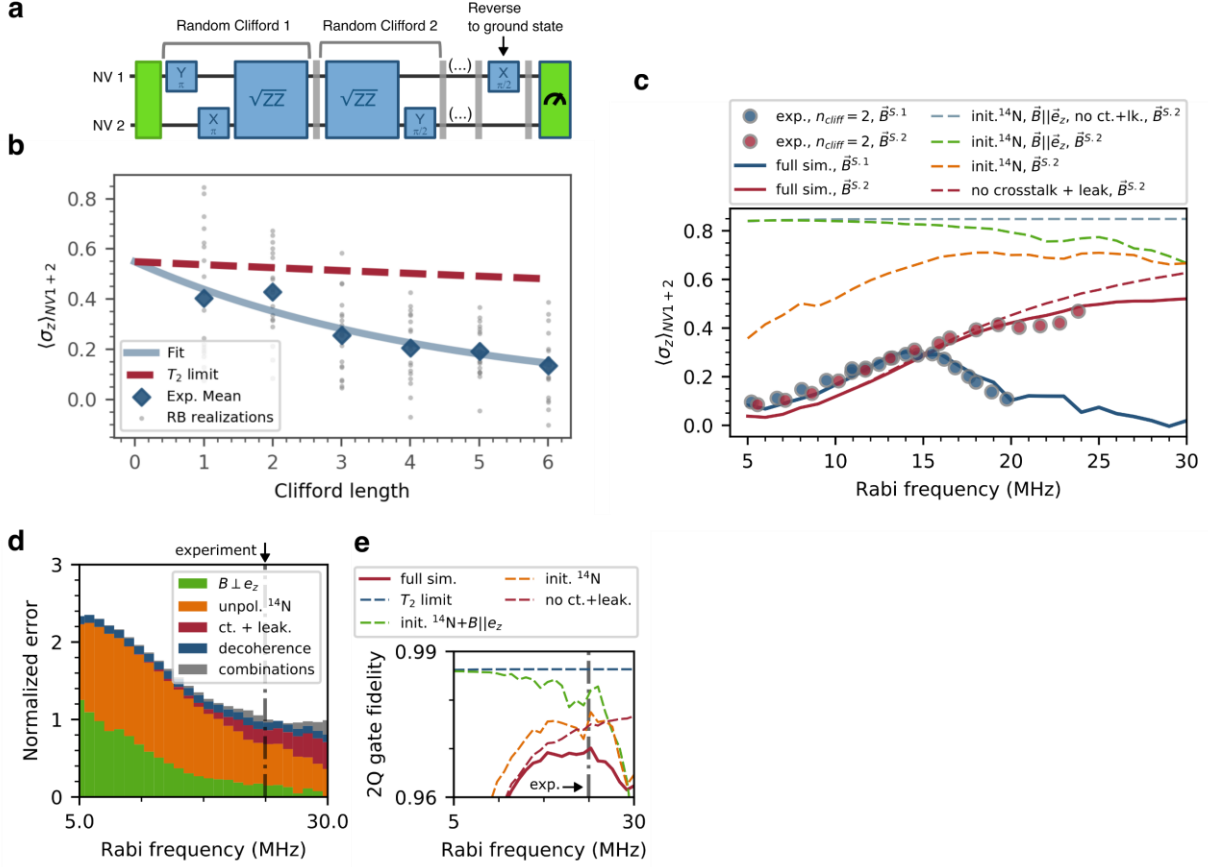 a
Random Clifford 1
Random Clifford 2
Reverse
to ground state
NV 1
Y
π
√ZZ
√ZZ
(...)
X
π/2
NV 2
X
π
Y
π/2
(...)
b
⟨σz⟩NV1+2
0.8
0.6
0.4
0.2
0.0
Fit
T2 limit
Exp. Mean
RB realizations
0 1 2 3 4 5 6
Clifford length
c
exp., ncliff = 2, B⃗S.1
exp., ncliff = 2, B⃗S.2
full sim., B⃗S.1
full sim., B⃗S.2
init.14N, B⃗||e⃗z, no ct.+lk., B⃗S.2
init.14N, B⃗||e⃗z, B⃗S.2
init.14N, B⃗S.2
no crosstalk + leak, B⃗S.2
⟨σz⟩NV1+2
0.8
0.6
0.4
0.2
0.0
5 10 15 20 25 30
Rabi frequency (MHz)
d
experiment
Normalized error
3
2
1
0
B ⊥ ez
unpol. 14N
ct. + leak.
decoherence
combinations
5.0 30.0
Rabi frequency (MHz)
e
full sim.
T2 limit
init. 14N+B||ez
init. 14N
no ct.+leak.
2Q gate fidelity
0.99
0.96
exp.
5 30
Rabi frequency (MHz)